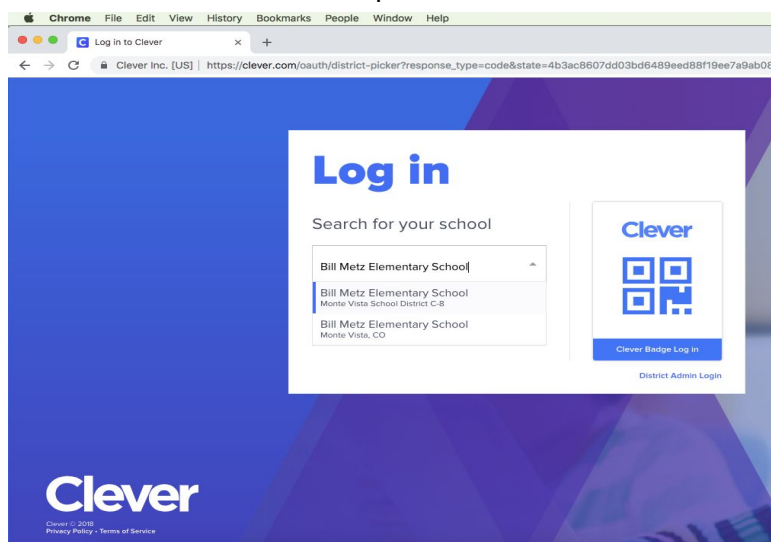 Chrome File Edit View History Bookmarks People Window Help
C Log in to Clever × +
Clever Inc. [US] | https://clever.com/oauth/district-picker?response_type=code&state=4b3ac8607dd03bd6489eed88f19ee7a9ab08
Log in
Search for your school
Bill Metz Elementary School
Bill Metz Elementary School
Monte Vista School District C-8
Bill Metz Elementary School
Monte Vista, CO
Clever
Clever Badge Log in
District Admin Login
Clever
Clever © 2018
Privacy Policy • Terms of Service